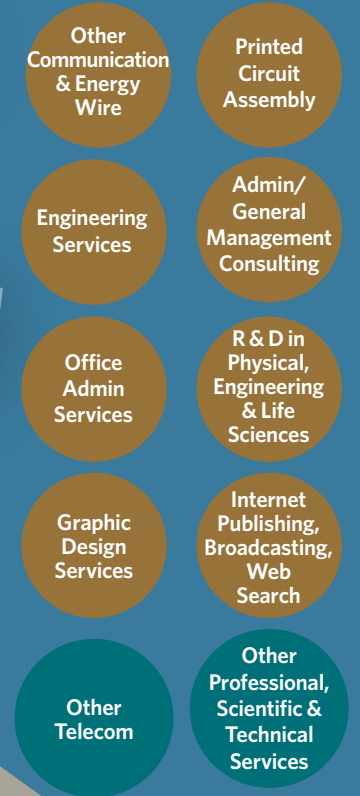 Other
Communication
& Energy
Wire
Printed
Circuit
Assembly
Engineering
Services
Admin/
General
Management
Consulting
Office
Admin
Services
R & D in
Physical,
Engineering
& Life
Sciences
Graphic
Design
Services
Internet
Publishing,
Broadcasting,
Web
Search
Other
Telecom
Other
Professional,
Scientific &
Technical
Services